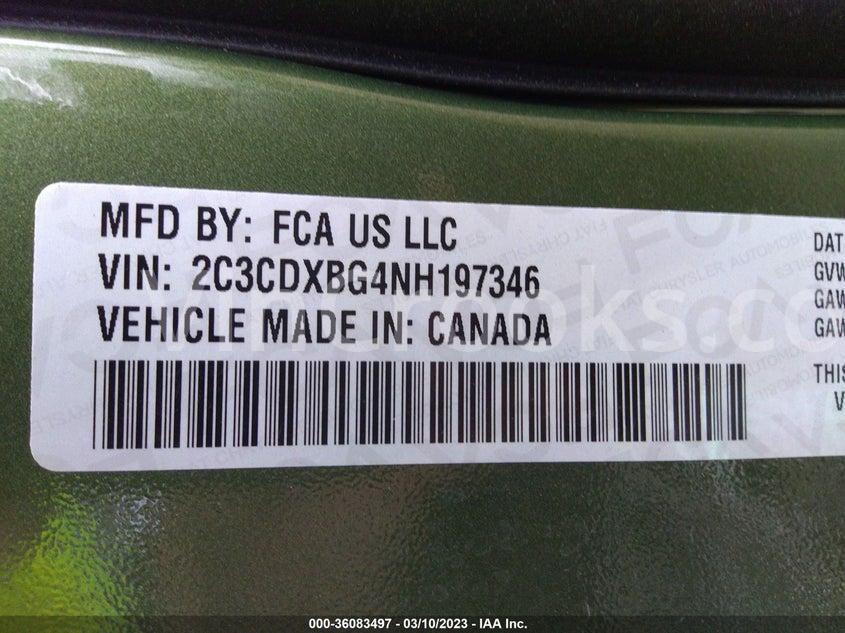 MFD BY: FCA US LLC
VIN: 2C3CDXBG4NH197346
VEHICLE MADE IN: CANADA
DAT
GVW
GAW
GAW
THIS
V
000-36083497 - 03/10/2023 - IAA Inc.